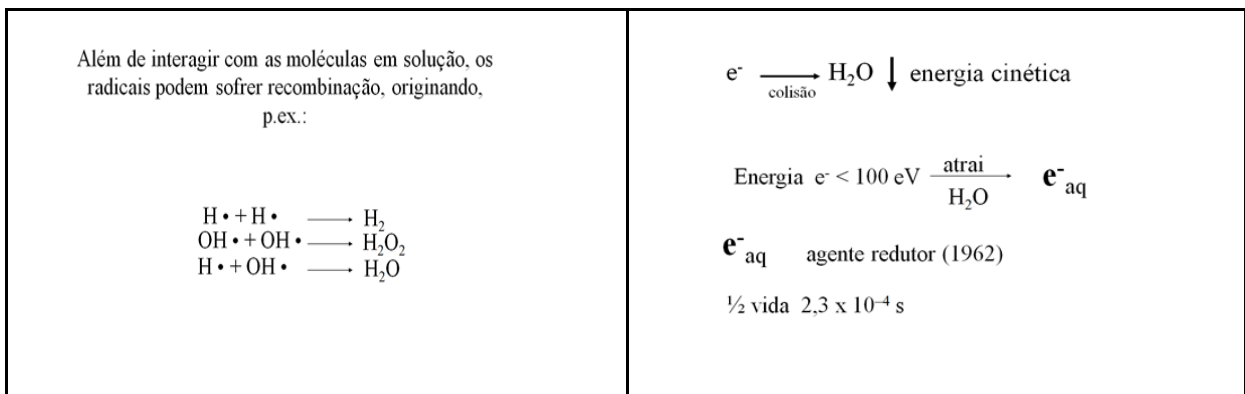 Além de interagir com as moléculas em solução, os
radicais podem sofrer recombinação, originando,
p.ex.:
H • + H • ⟶ H₂
OH • + OH • ⟶ H₂O₂
H • + OH • ⟶ H₂O
e⁻ ⟶ H₂O ↓ energia cinética
colisão
atrai
Energia e⁻ < 100 eV ⟶ e⁻aq
H₂O
e⁻aq agente redutor (1962)
½ vida 2,3 x 10⁻⁴ s